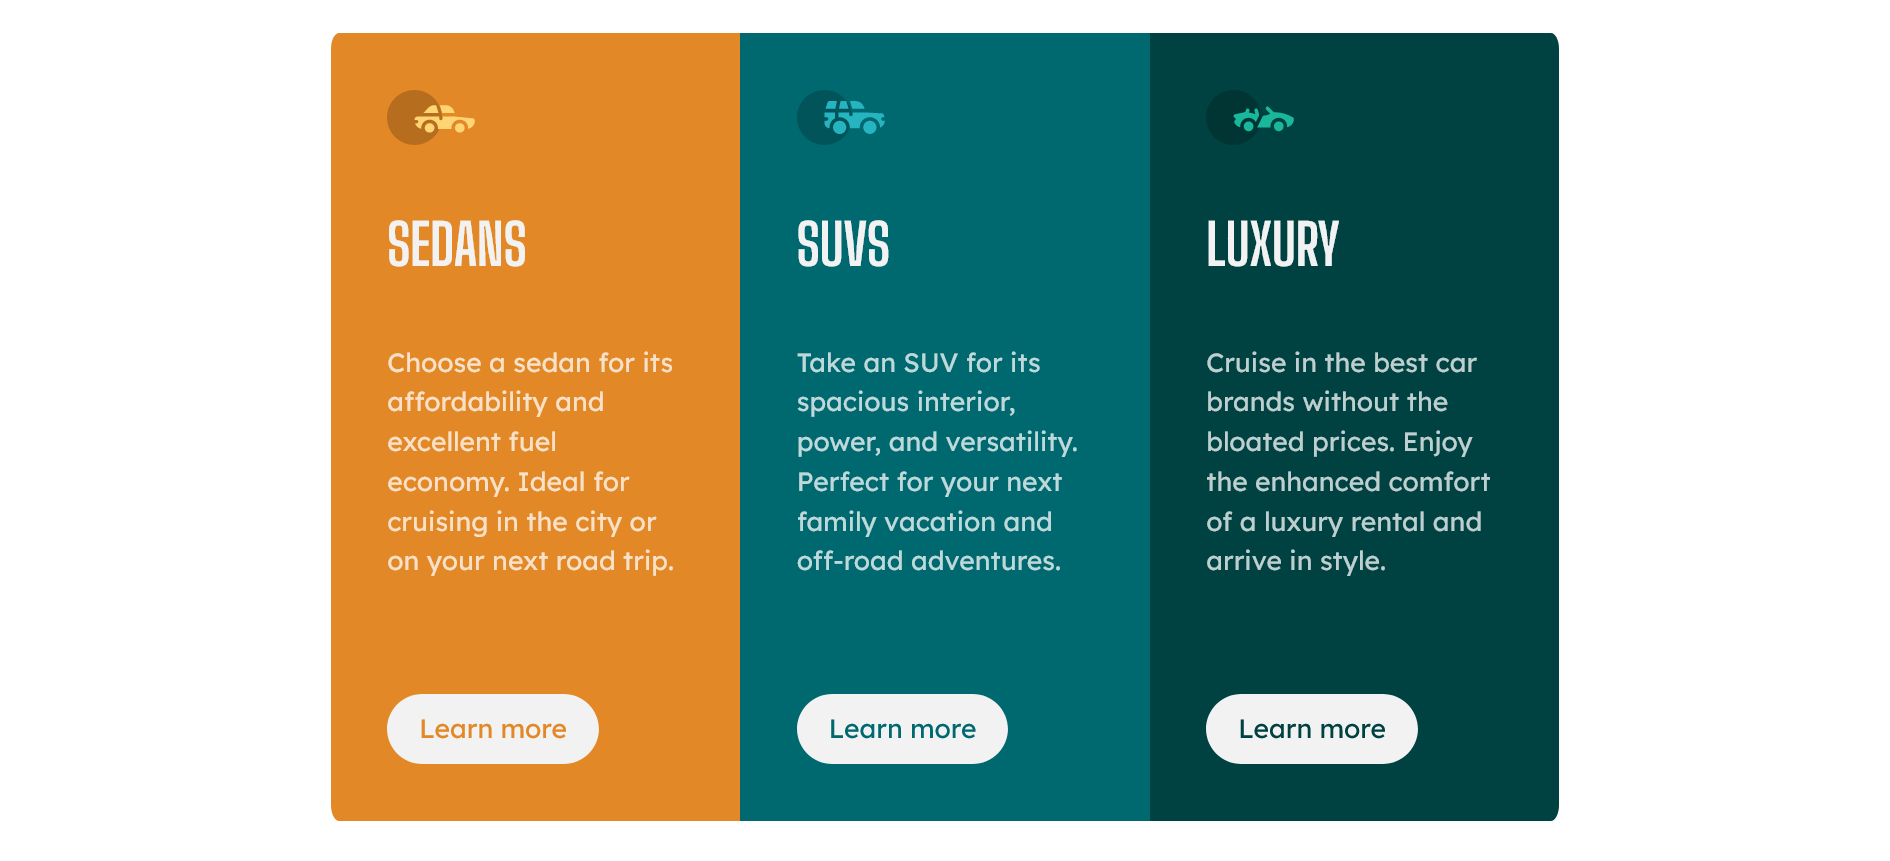 SEDANS
Choose a sedan for its
affordability and
excellent fuel
economy. Ideal for
cruising in the city or
on your next road trip.
Learn more
SUVS
Take an SUV for its
spacious interior,
power, and versatility.
Perfect for your next
family vacation and
off-road adventures.
Learn more
LUXURY
Cruise in the best car
brands without the
bloated prices. Enjoy
the enhanced comfort
of a luxury rental and
arrive in style.
Learn more